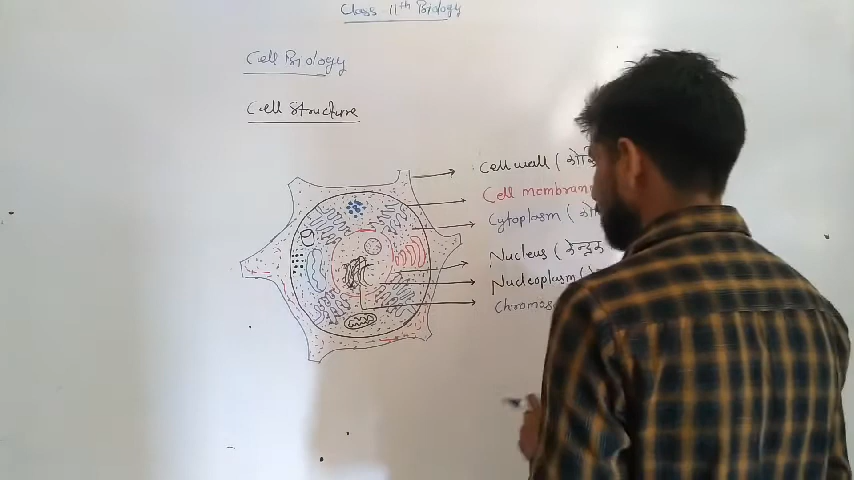 Class 11th Biology
Cell Biology
Cell Structure
Cell wall (
Cell membran
Cytoplasm (
Nucleus (केन्द्रक
Nucleoplasm (
Chromos